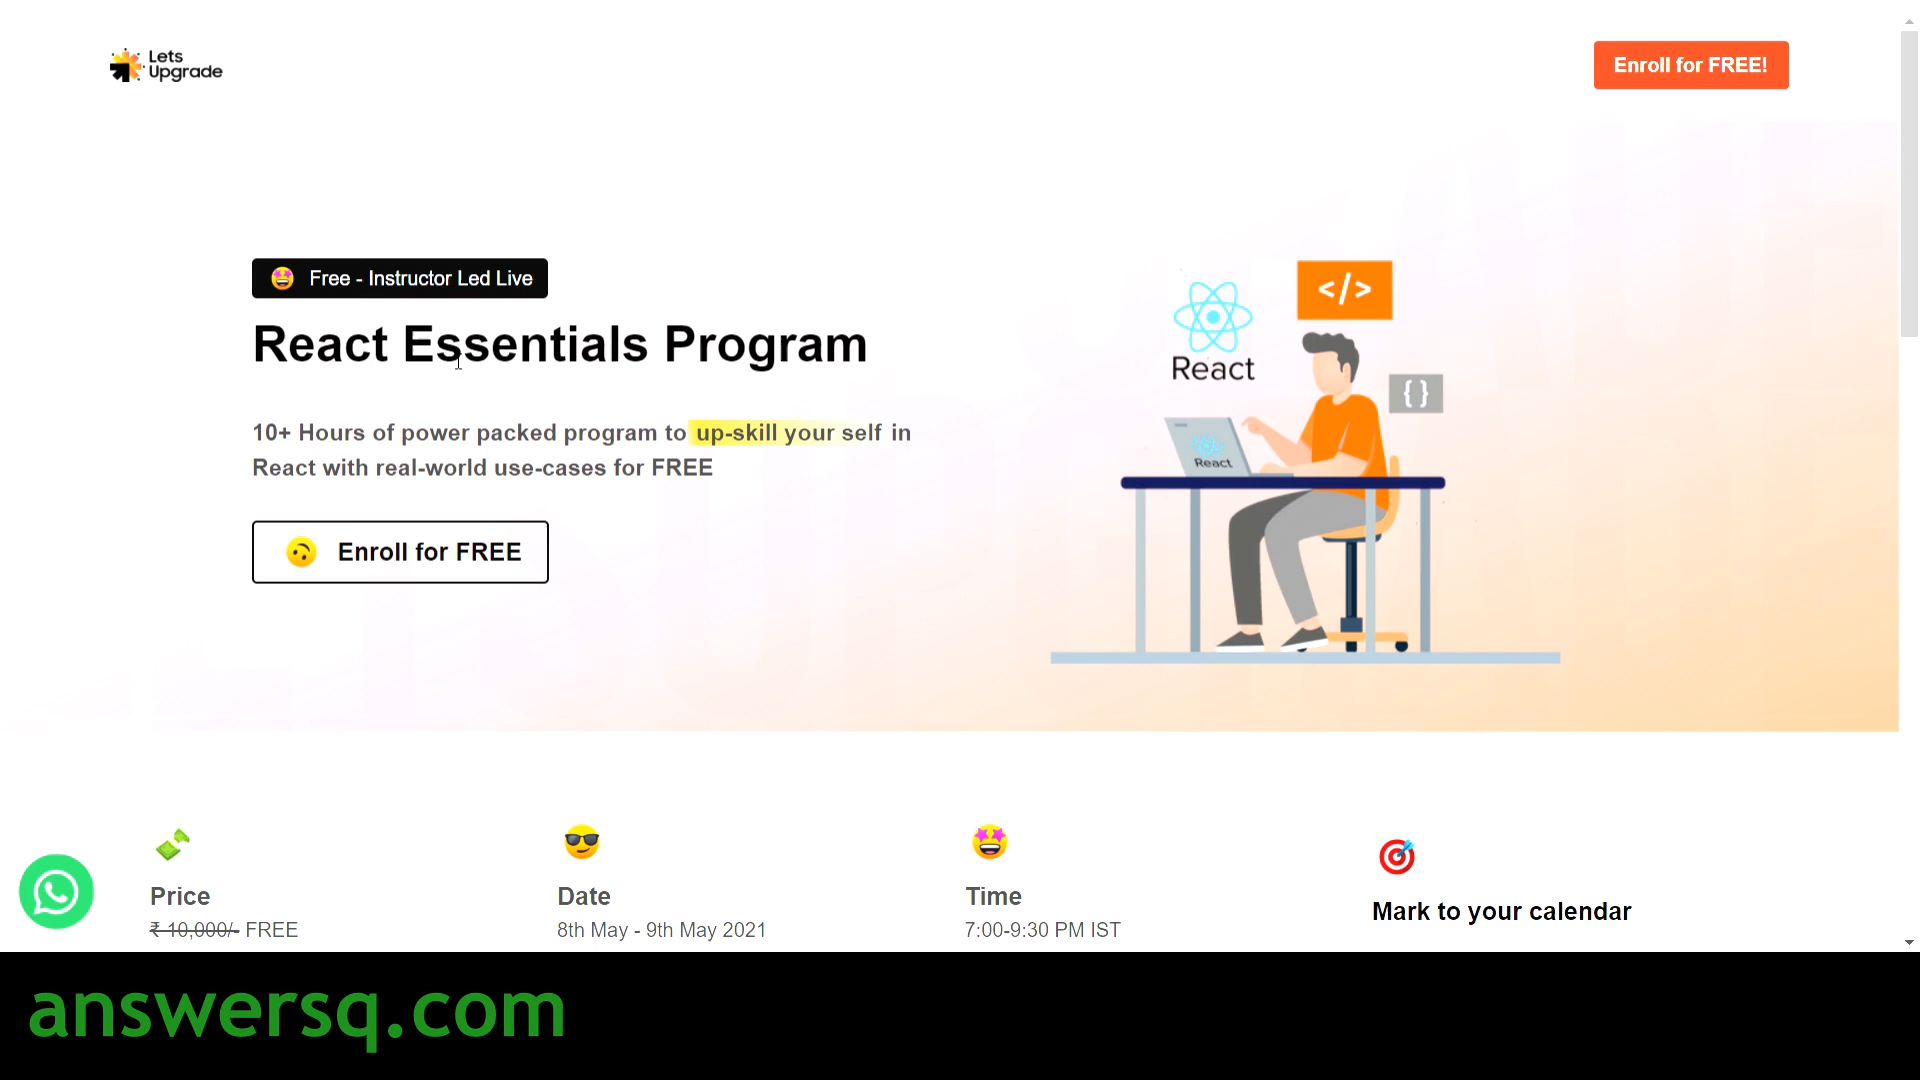 Lets
Upgrade
Enroll for FREE!
Free - Instructor Led Live
React Essentials Program
10+ Hours of power packed program to up-skill your self in
React with real-world use-cases for FREE
Enroll for FREE
</>
React
{}
React
Price
₹ 10,000/- FREE
Date
8th May - 9th May 2021
Time
7:00-9:30 PM IST
Mark to your calendar
answersq.com